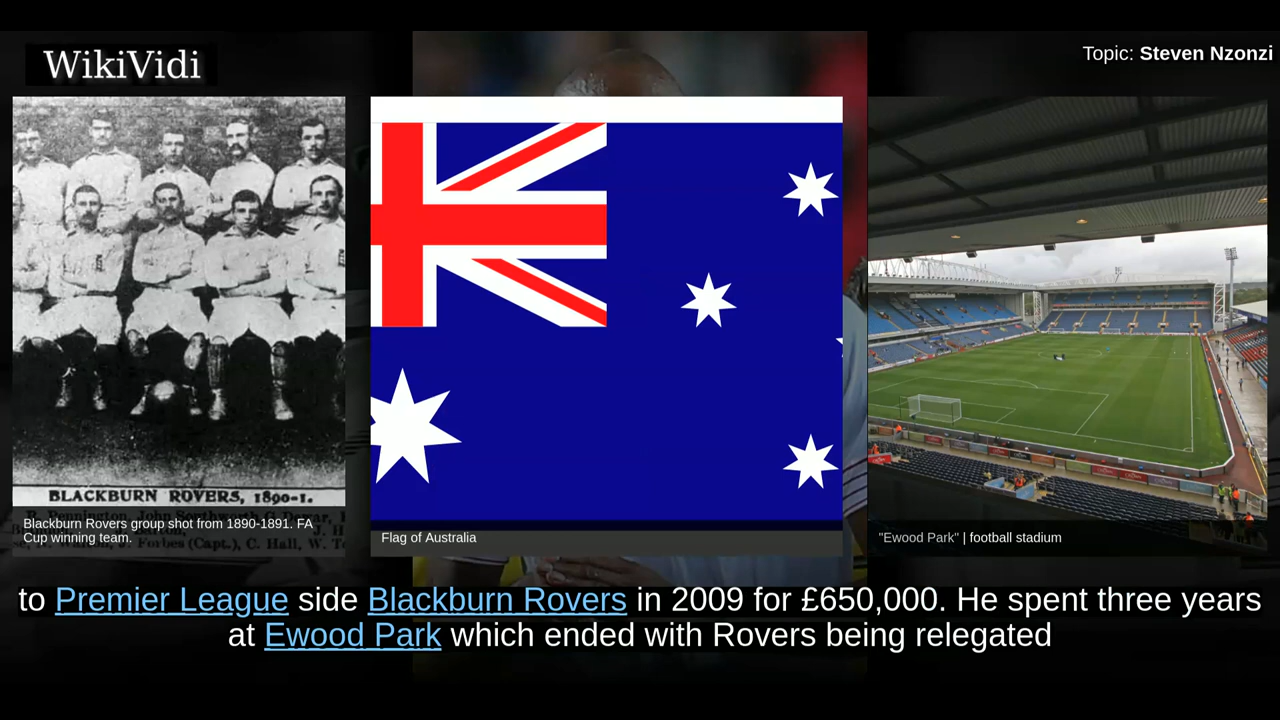 WikiVidi
Topic: Steven Nzonzi
BLACKBURN ROVERS, 1890-1.
Blackburn Rovers group shot from 1890-1891. FA
Cup winning team.
Flag of Australia
"Ewood Park" | football stadium
to Premier League side Blackburn Rovers in 2009 for £650,000. He spent three years
at Ewood Park which ended with Rovers being relegated